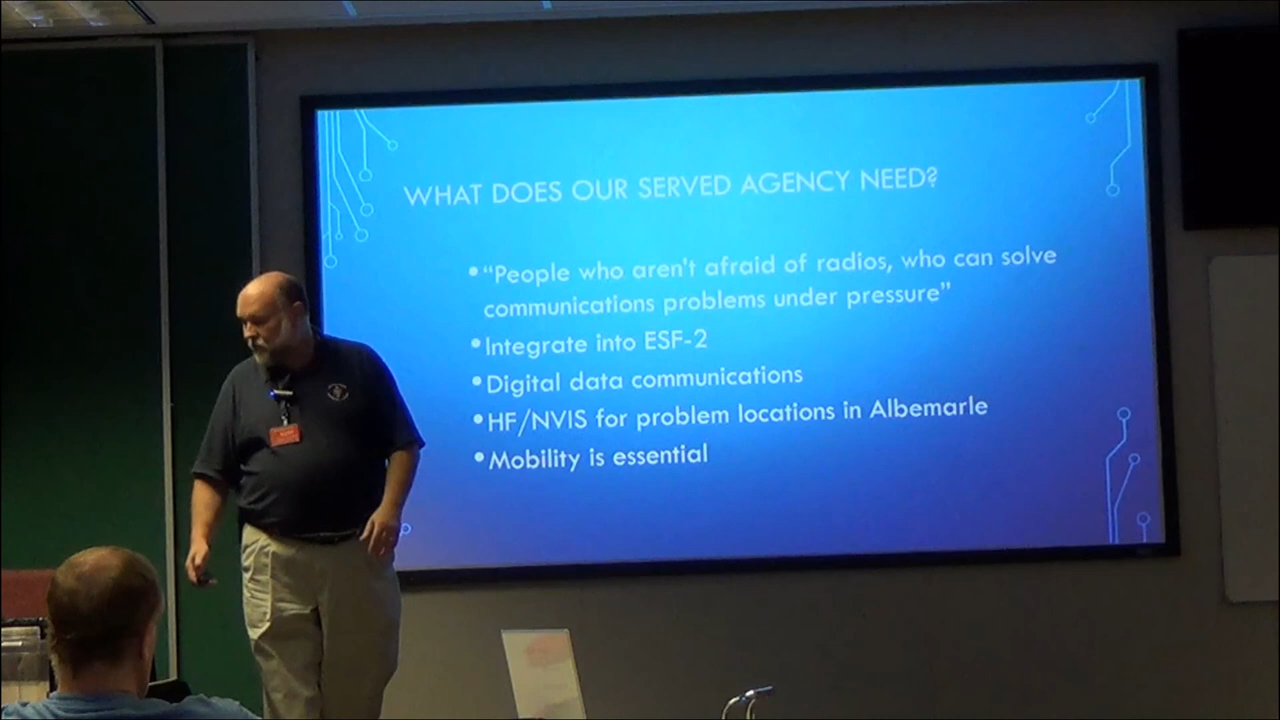 WHAT DOES OUR SERVED AGENCY NEED?
• "People who aren't afraid of radios, who can solve
communications problems under pressure"
• Integrate into ESF-2
• Digital data communications
• HF/NVIS for problem locations in Albemarle
• Mobility is essential